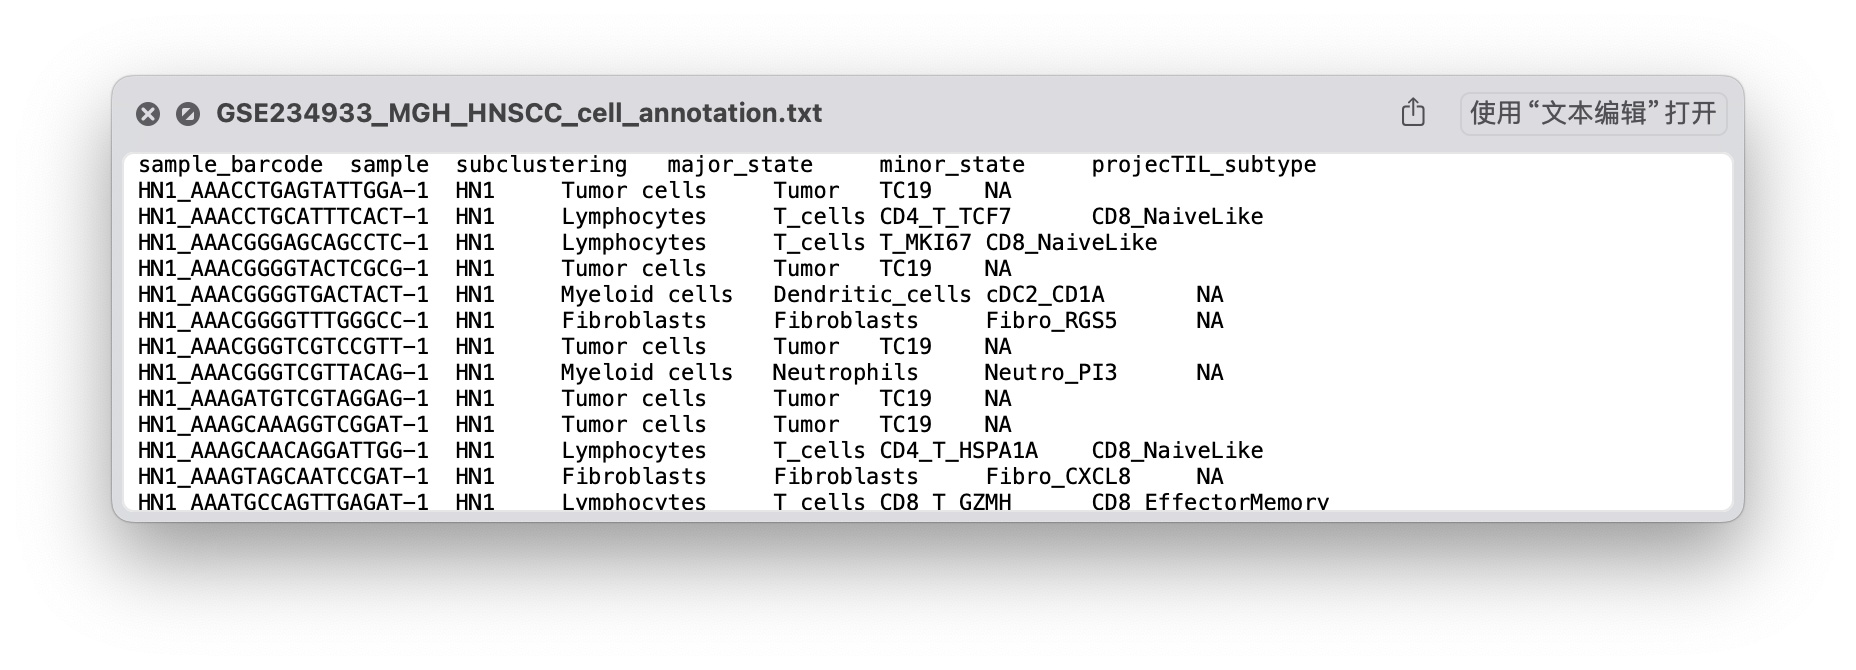 GSE234933_MGH_HNSCC_cell_annotation.txt
使用“文本编辑”打开
sample_barcode sample subclustering major_state minor_state projecTIL_subtype
HN1_AAACCTGAGTATTGGA-1 HN1 Tumor cells Tumor TC19 NA
HN1_AAACCTGCATTTCACT-1 HN1 Lymphocytes T_cells CD4_T_TCF7 CD8_NaiveLike
HN1_AAACGGGAGCAGCCTC-1 HN1 Lymphocytes T_cells T_MKI67 CD8_NaiveLike
HN1_AAACGGGGTACTCGCG-1 HN1 Tumor cells Tumor TC19 NA
HN1_AAACGGGGTGACTACT-1 HN1 Myeloid cells Dendritic_cells cDC2_CD1A NA
HN1_AAACGGGGTTTGGGCC-1 HN1 Fibroblasts Fibroblasts Fibro_RGS5 NA
HN1_AAACGGGTCGTCCGTT-1 HN1 Tumor cells Tumor TC19 NA
HN1_AAACGGGTCGTTACAG-1 HN1 Myeloid cells Neutrophils Neutro_PI3 NA
HN1_AAAGATGTCGTAGGAG-1 HN1 Tumor cells Tumor TC19 NA
HN1_AAAGCAAAGGTCGGAT-1 HN1 Tumor cells Tumor TC19 NA
HN1_AAAGCAACAGGATTGG-1 HN1 Lymphocytes T_cells CD4_T_HSPA1A CD8_NaiveLike
HN1_AAAGTAGCAATCCGAT-1 HN1 Fibroblasts Fibroblasts Fibro_CXCL8 NA
HN1_AAATGCCAGTTGAGAT-1 HN1 Lymphocytes T_cells CD8_T_GZMH CD8_EffectorMemory